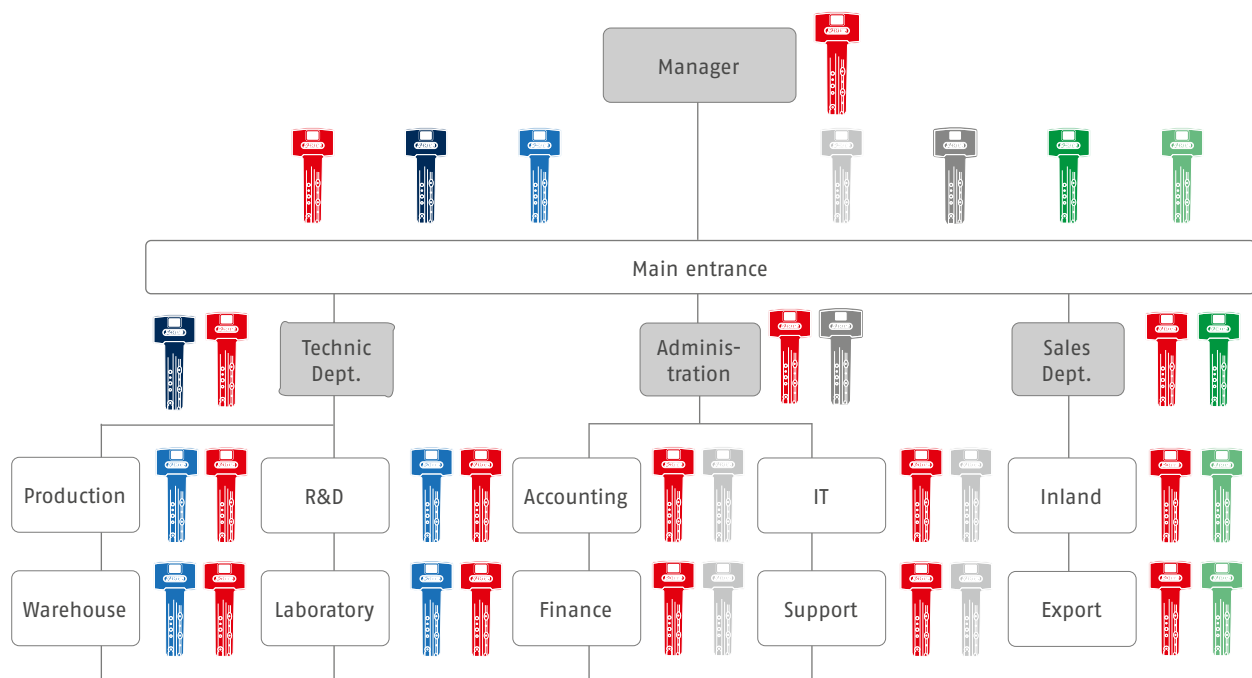 Manager
Main entrance
Technic
Dept.
Adminis-
tration
Sales
Dept.
Production
R&D
Accounting
IT
Inland
Warehouse
Laboratory
Finance
Support
Export